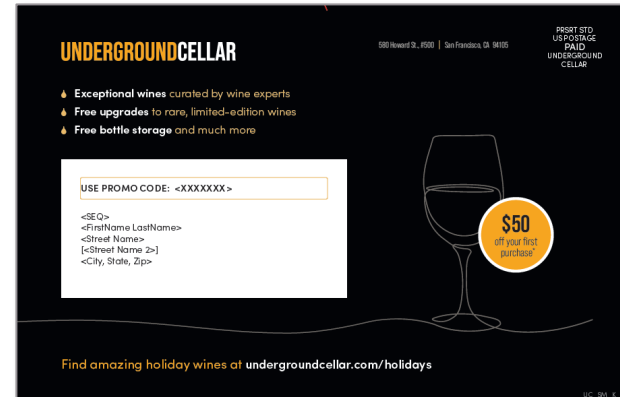 UNDERGROUNDCELLAR
580 Howard St., #500 | San Francisco, CA 94105
PRSRT STD
US POSTAGE
PAID
UNDERGROUND
CELLAR
Exceptional wines curated by wine experts
Free upgrades to rare, limited-edition wines
Free bottle storage and much more
USE PROMO CODE: <XXXXXXX>
<SEQ>
<FirstName LastName>
<Street Name>
[<Street Name 2>]
<City, State, Zip>
$50
off your first
purchase*
Find amazing holiday wines at undergroundcellar.com/holidays
UC_SM_K